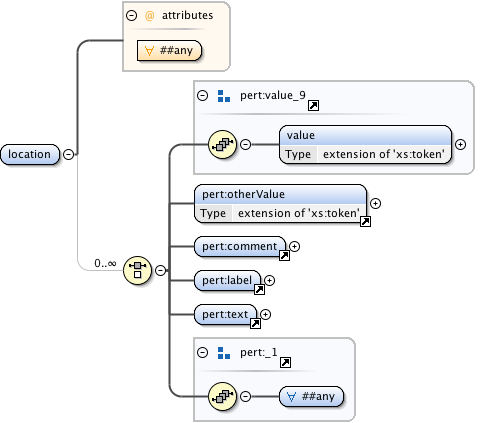 @ attributes
∀ ##any
pert:value_9
location
value
Type extension of 'xs:token'
pert:otherValue
Type extension of 'xs:token'
pert:comment
0..∞
pert:label
pert:text
pert:_1
∀ ##any